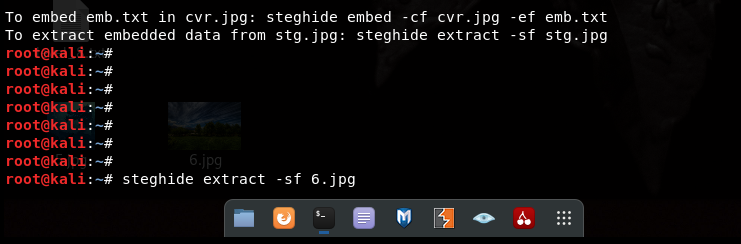 To embed emb.txt in cvr.jpg: steghide embed -cf cvr.jpg -ef emb.txt
To extract embedded data from stg.jpg: steghide extract -sf stg.jpg
root@kali:~#
root@kali:~#
root@kali:~#
root@kali:~#
root@kali:~#
root@kali:~#
root@kali:~#
6.jpg
root@kali:~# steghide extract -sf 6.jpg
$_